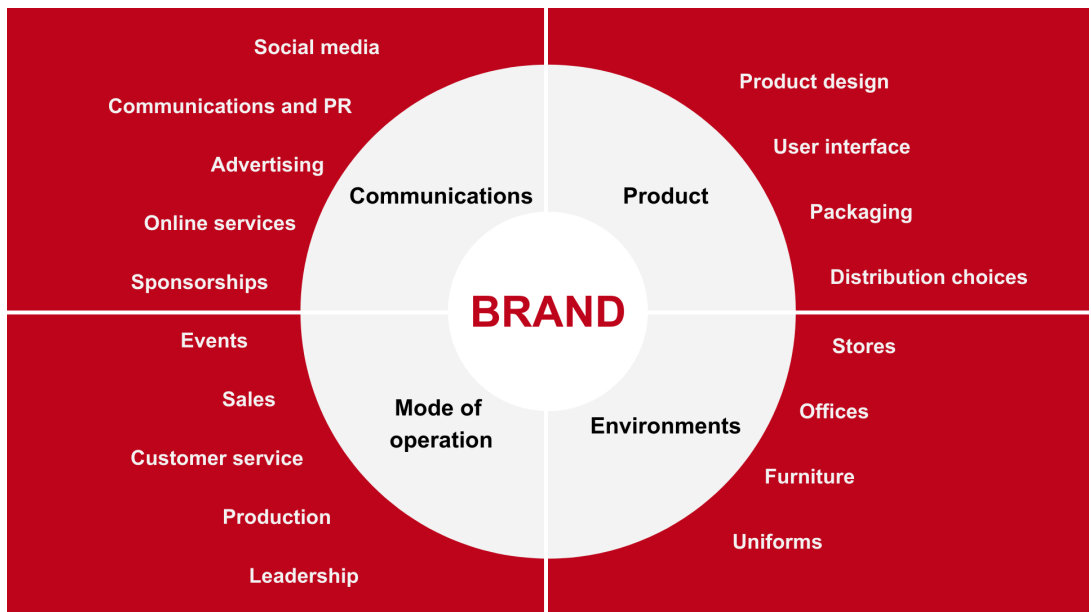 Social media
Communications and PR
Advertising
Online services
Sponsorships
Communications
Product design
User interface
Packaging
Distribution choices
Product
BRAND
Events
Sales
Customer service
Production
Leadership
Mode of
operation
Stores
Offices
Furniture
Uniforms
Environments